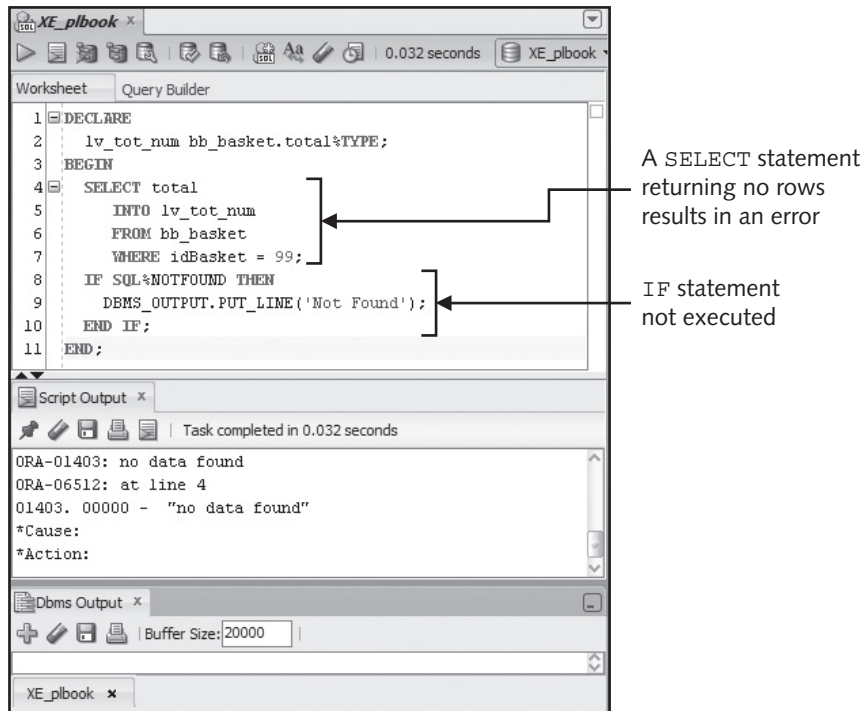 XE_plbook
0.032 seconds XE_plbook
Worksheet Query Builder
1 DECLARE
2 lv_tot_num bb_basket.total%TYPE;
3 BEGIN
4 SELECT total
5 INTO lv_tot_num
6 FROM bb_basket
7 WHERE idBasket = 99;
8 IF SQL%NOTFOUND THEN
9 DBMS_OUTPUT.PUT_LINE('Not Found');
10 END IF;
11 END;
A SELECT statement
returning no rows
results in an error
IF statement
not executed
Script Output
Task completed in 0.032 seconds
ORA-01403: no data found
ORA-06512: at line 4
01403. 00000 - "no data found"
*Cause:
*Action:
Dbms Output
Buffer Size: 20000
XE_plbook